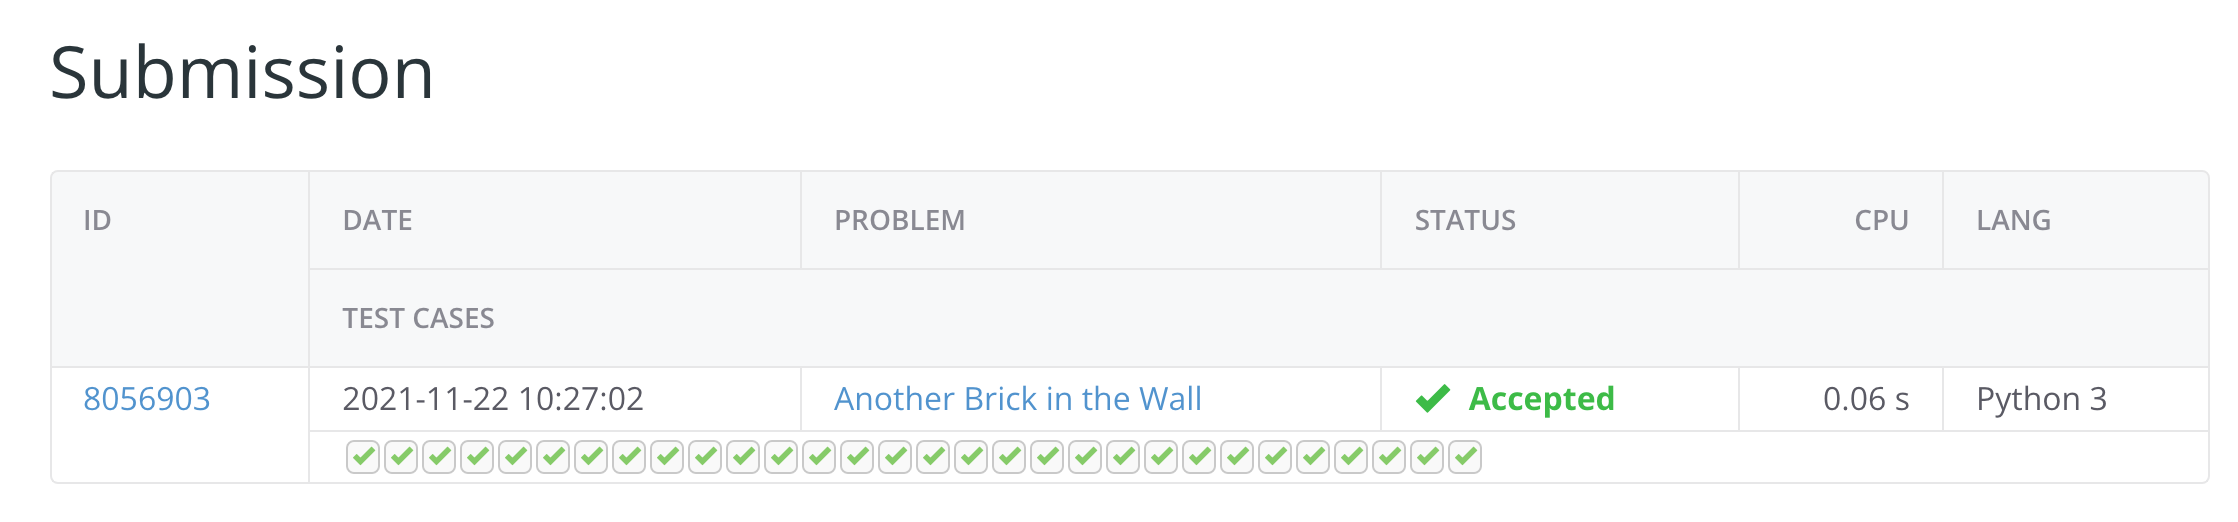 Submission
ID DATE PROBLEM STATUS CPU LANG
TEST CASES
8056903 2021-11-22 10:27:02 Another Brick in the Wall Accepted 0.06 s Python 3